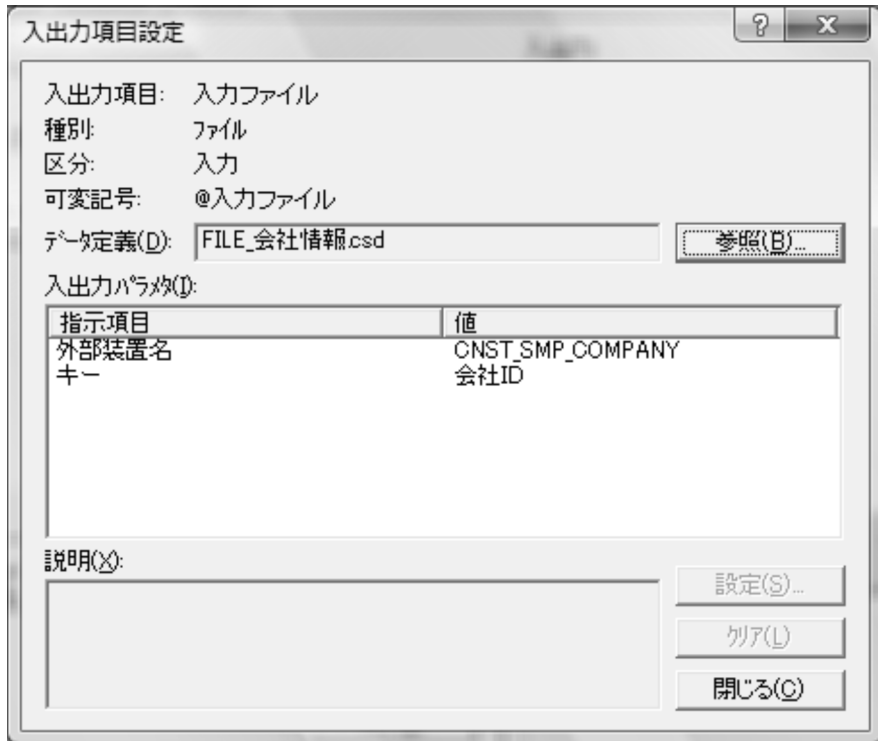 入出力項目設定
入出力項目: 入力ファイル
種別: ファイル
区分: 入力
可変記号: @入力ファイル
データ定義(D): FILE_会社情報.csd 参照(B)...
入出力パラメタ(I):
指示項目 値
外部装置名 CNST_SMP_COMPANY
キー 会社ID
説明(X):
設定(S)...
クリア(L)
閉じる(C)